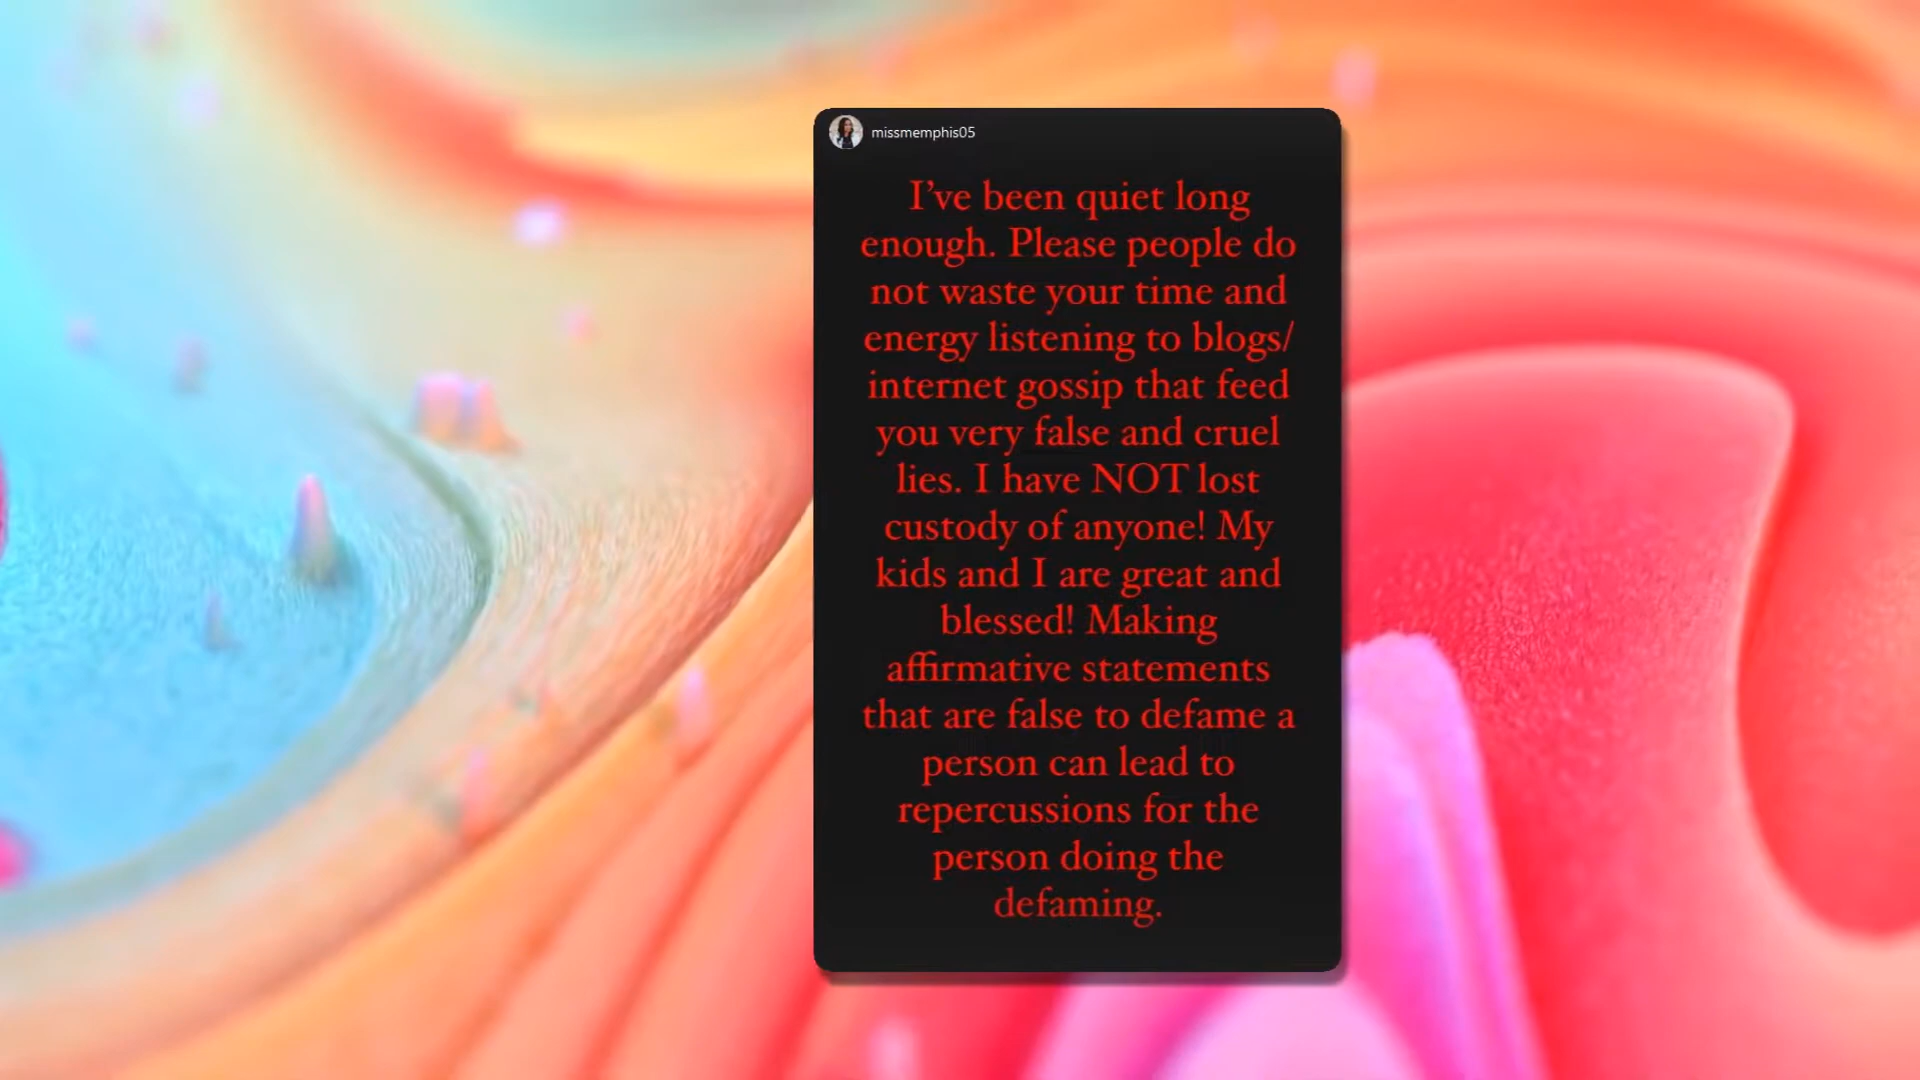 missmemphis05
I’ve been quiet long
enough. Please people do
not waste your time and
energy listening to blogs/
internet gossip that feed
you very false and cruel
lies. I have NOT lost
custody of anyone! My
kids and I are great and
blessed! Making
affirmative statements
that are false to defame a
person can lead to
repercussions for the
person doing the
defaming.